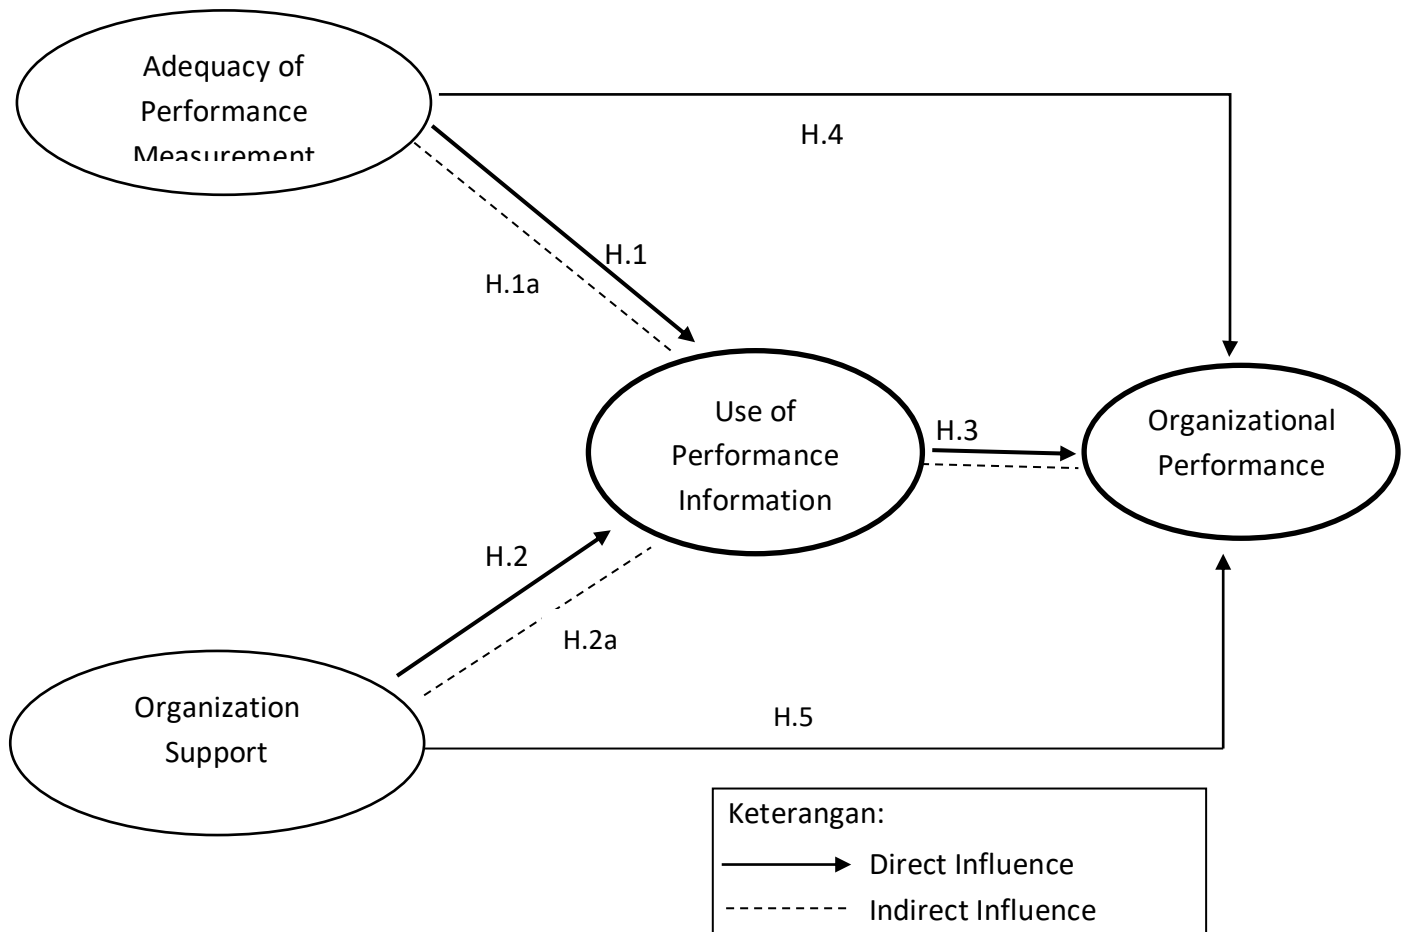 Adequacy of
Performance
Measurement
H.4
H.1
H.1a
Use of
Performance
Information
H.3
Organizational
Performance
H.2
H.2a
Organization
Support
H.5
Keterangan:
Direct Influence
Indirect Influence